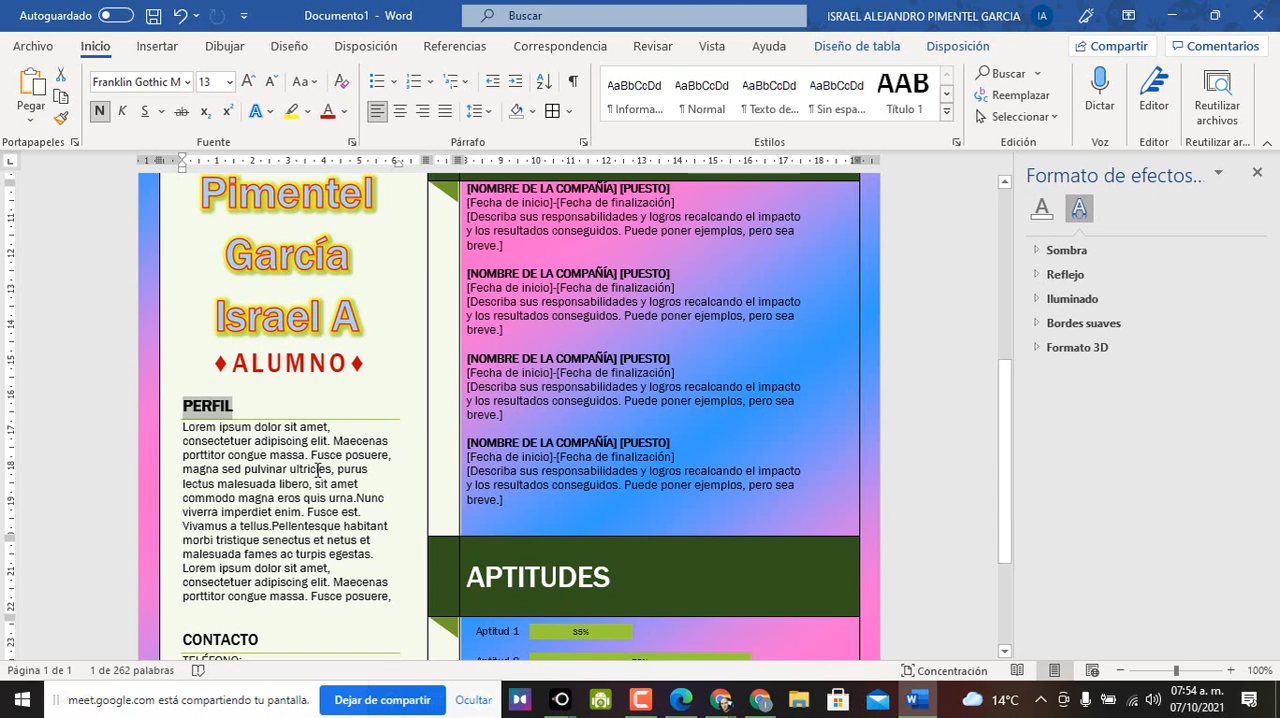 Autoguardado
Documento1 - Word
Buscar
ISRAEL ALEJANDRO PIMENTEL GARCIA
IA
Archivo
Inicio
Insertar
Dibujar
Diseño
Disposición
Referencias
Correspondencia
Revisar
Vista
Ayuda
Diseño de tabla
Disposición
Compartir
Comentarios
Pegar
Franklin Gothic M
13
Aa
N
K
S
ab
AaBbCcDd
¶ Informa...
AaBbCcDd
¶ Normal
AaBbCcDd
¶ Texto de...
AaBbCcDd
¶ Sin espa...
AAB
Título 1
Buscar
Reemplazar
Seleccionar
Dictar
Editor
Reutilizar
archivos
Portapapeles
Fuente
Párrafo
Estilos
Edición
Voz
Editor
Reutilizar ar...
Pimentel
García
Israel A
♦ALUMNO♦
PERFIL
Lorem ipsum dolor sit amet,
consectetuer adipiscing elit. Maecenas
porttitor congue massa. Fusce posuere,
magna sed pulvinar ultricies, purus
lectus malesuada libero, sit amet
commodo magna eros quis urna.Nunc
viverra imperdiet enim. Fusce est.
Vivamus a tellus.Pellentesque habitant
morbi tristique senectus et netus et
malesuada fames ac turpis egestas.
Lorem ipsum dolor sit amet,
consectetuer adipiscing elit. Maecenas
porttitor congue massa. Fusce posuere,
CONTACTO
TELÉFONO:
[NOMBRE DE LA COMPAÑÍA] [PUESTO]
[Fecha de inicio]-[Fecha de finalización]
[Describa sus responsabilidades y logros recalcando el impacto
y los resultados conseguidos. Puede poner ejemplos, pero sea
breve.]
[NOMBRE DE LA COMPAÑÍA] [PUESTO]
[Fecha de inicio]-[Fecha de finalización]
[Describa sus responsabilidades y logros recalcando el impacto
y los resultados conseguidos. Puede poner ejemplos, pero sea
breve.]
[NOMBRE DE LA COMPAÑÍA] [PUESTO]
[Fecha de inicio]-[Fecha de finalización]
[Describa sus responsabilidades y logros recalcando el impacto
y los resultados conseguidos. Puede poner ejemplos, pero sea
breve.]
[NOMBRE DE LA COMPAÑÍA] [PUESTO]
[Fecha de inicio]-[Fecha de finalización]
[Describa sus responsabilidades y logros recalcando el impacto
y los resultados conseguidos. Puede poner ejemplos, pero sea
breve.]
APTITUDES
Aptitud 1
35%
Formato de efectos...
Sombra
Reflejo
Iluminado
Bordes suaves
Formato 3D
Página 1 de 1
1 de 262 palabras
Concentración
100%
meet.google.com está compartiendo tu pantalla.
Dejar de compartir
Ocultar
14°C
07:54 a. m.
07/10/2021